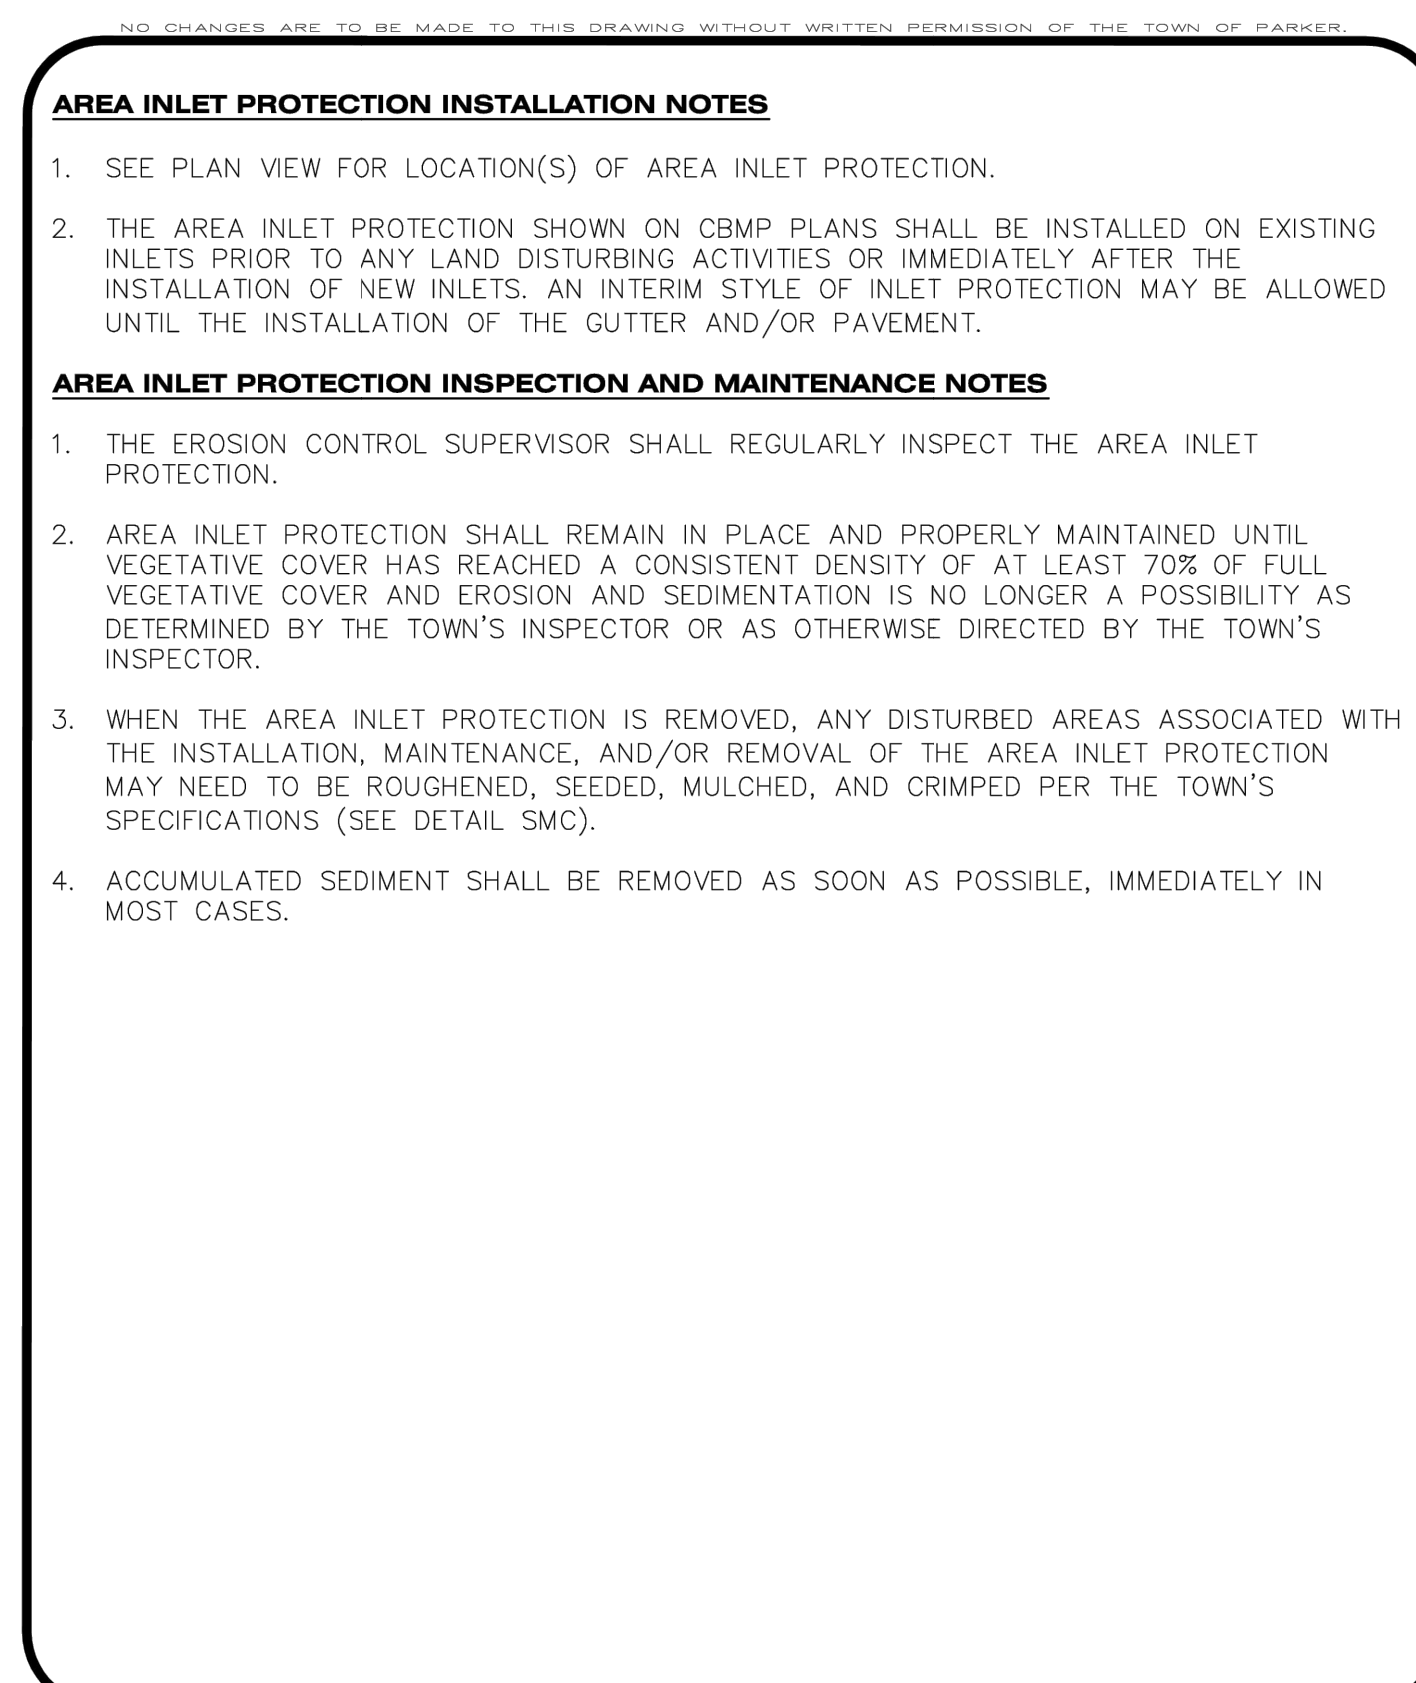 NO CHANGES ARE TO BE MADE TO THIS DRAWING WITHOUT WRITTEN PERMISSION OF THE TOWN OF PARKER.
AREA INLET PROTECTION INSTALLATION NOTES
1. SEE PLAN VIEW FOR LOCATION(S) OF AREA INLET PROTECTION.
2. THE AREA INLET PROTECTION SHOWN ON CBMP PLANS SHALL BE INSTALLED ON EXISTING
INLETS PRIOR TO ANY LAND DISTURBING ACTIVITIES OR IMMEDIATELY AFTER THE
INSTALLATION OF NEW INLETS. AN INTERIM STYLE OF INLET PROTECTION MAY BE ALLOWED
UNTIL THE INSTALLATION OF THE GUTTER AND/OR PAVEMENT.
AREA INLET PROTECTION INSPECTION AND MAINTENANCE NOTES
1. THE EROSION CONTROL SUPERVISOR SHALL REGULARLY INSPECT THE AREA INLET
PROTECTION.
2. AREA INLET PROTECTION SHALL REMAIN IN PLACE AND PROPERLY MAINTAINED UNTIL
VEGETATIVE COVER HAS REACHED A CONSISTENT DENSITY OF AT LEAST 70% OF FULL
VEGETATIVE COVER AND EROSION AND SEDIMENTATION IS NO LONGER A POSSIBILITY AS
DETERMINED BY THE TOWN'S INSPECTOR OR AS OTHERWISE DIRECTED BY THE TOWN'S
INSPECTOR.
3. WHEN THE AREA INLET PROTECTION IS REMOVED, ANY DISTURBED AREAS ASSOCIATED WITH
THE INSTALLATION, MAINTENANCE, AND/OR REMOVAL OF THE AREA INLET PROTECTION
MAY NEED TO BE ROUGHENED, SEEDED, MULCHED, AND CRIMPED PER THE TOWN'S
SPECIFICATIONS (SEE DETAIL SMC).
4. ACCUMULATED SEDIMENT SHALL BE REMOVED AS SOON AS POSSIBLE, IMMEDIATELY IN
MOST CASES.